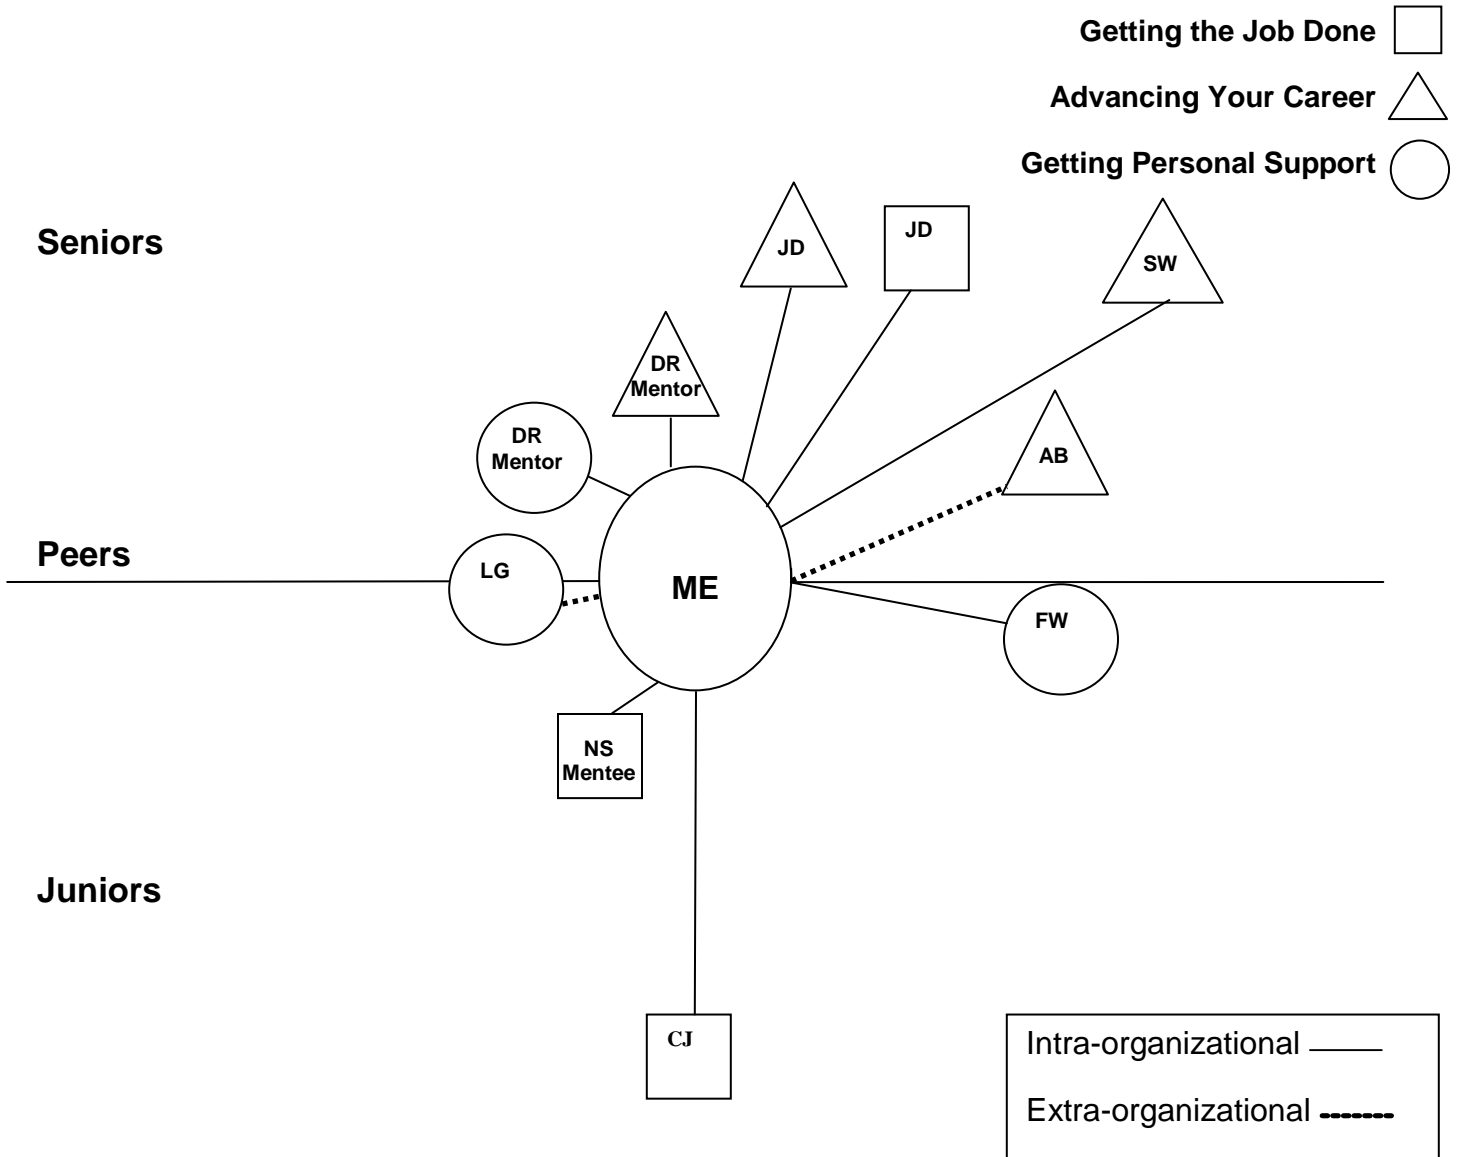 Getting the Job Done
Advancing Your Career
Getting Personal Support
Seniors
JD
JD
SW
DR
Mentor
DR
Mentor
AB
Peers
LG
ME
FW
NS
Mentee
Juniors
CJ
Intra-organizational
Extra-organizational